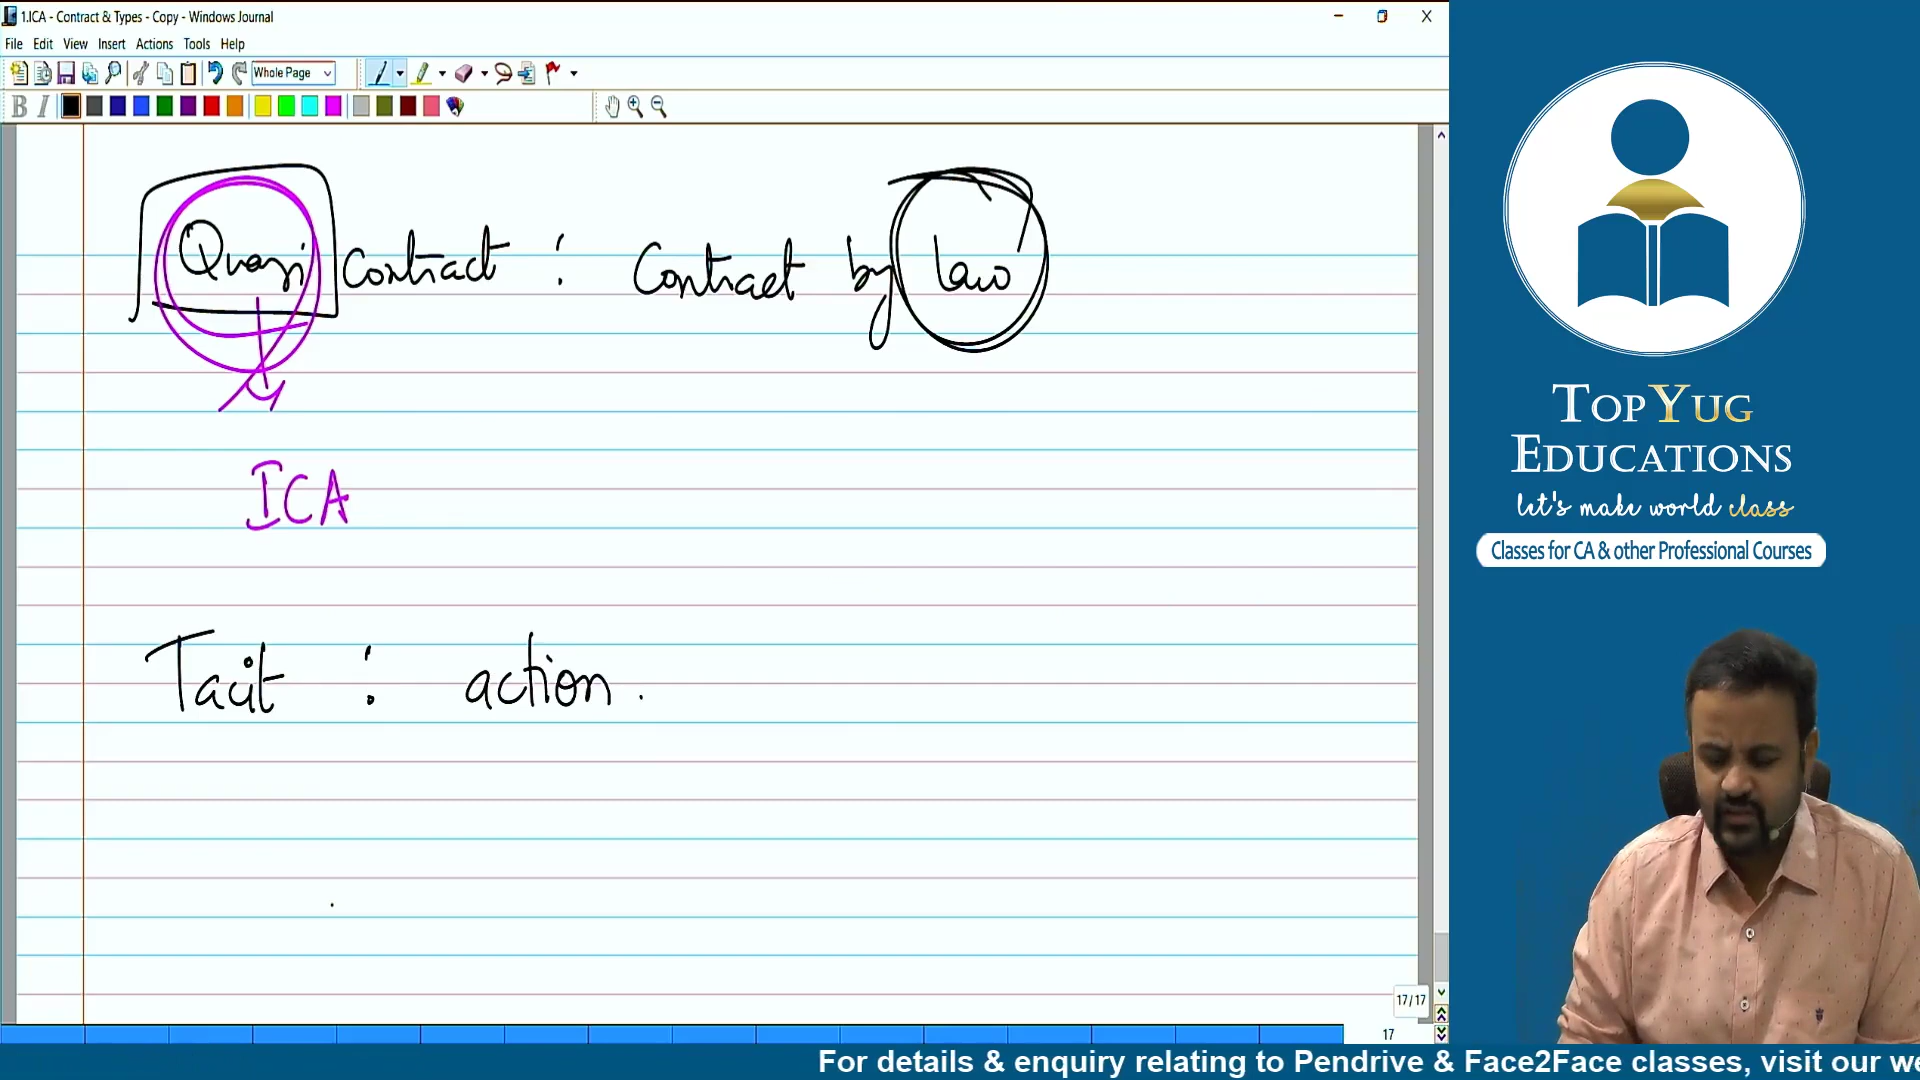 1.ICA - Contract & Types - Copy - Windows Journal
File Edit View Insert Actions Tools Help
Whole Page
B I
Quasi Contract : Contract by law
ICA
Tacit : action.
17/17
17
TOPYUG
EDUCATIONS
let's make world class
Classes for CA & other Professional Courses
For details & enquiry relating to Pendrive & Face2Face classes, visit our we